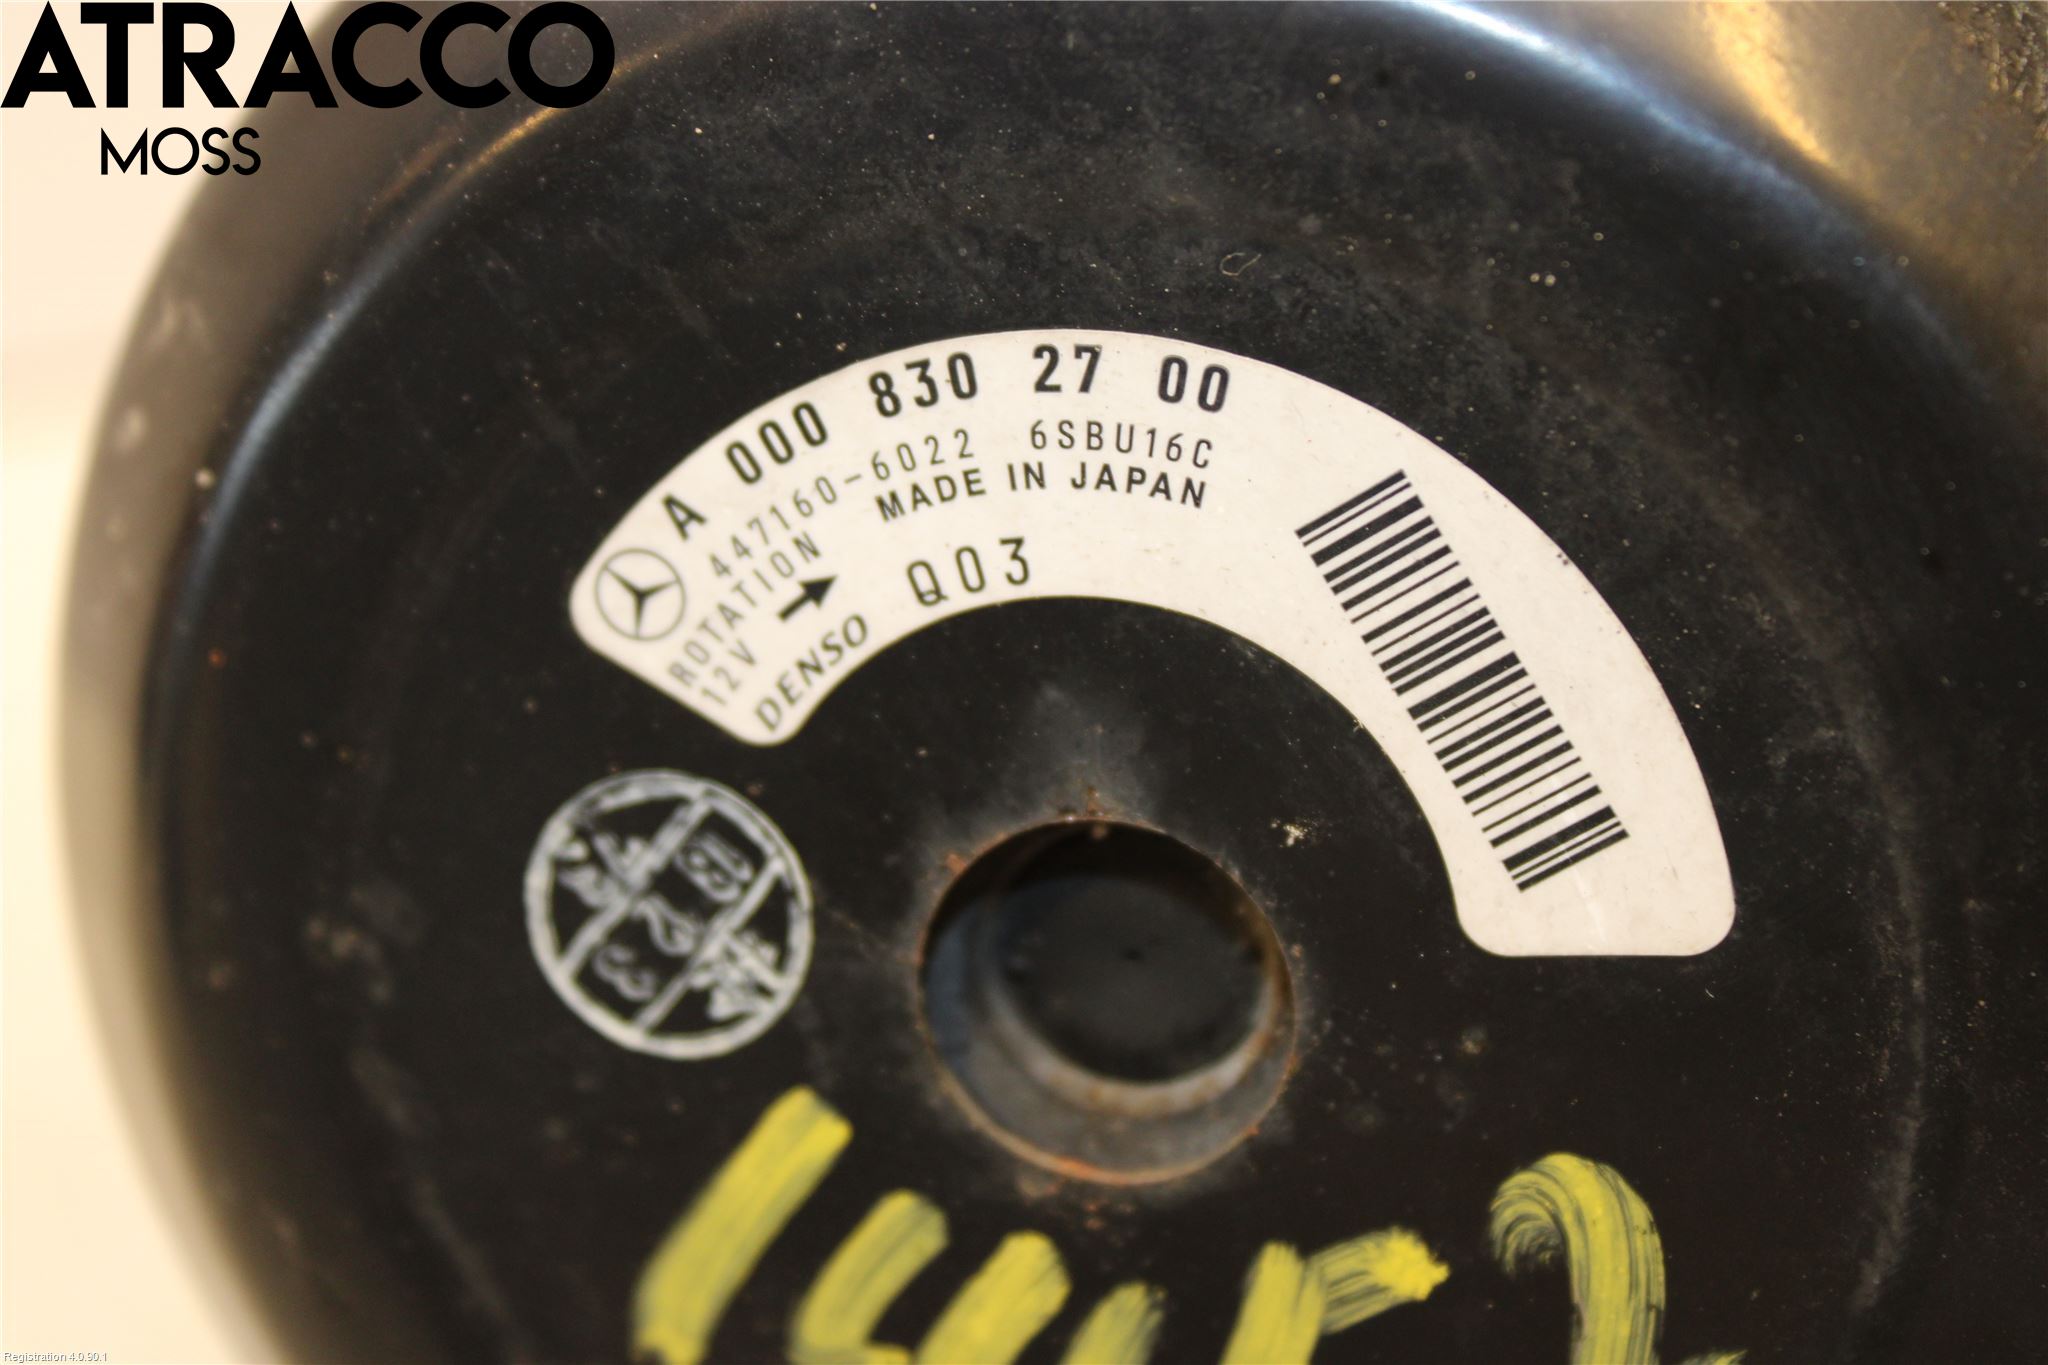 ATRACCO
MOSS
A 000 830 27 00
447160-6022 6SBU16C
MADE IN JAPAN
ROTATION
12V
DENSO Q03
Registration 4.0.90.1